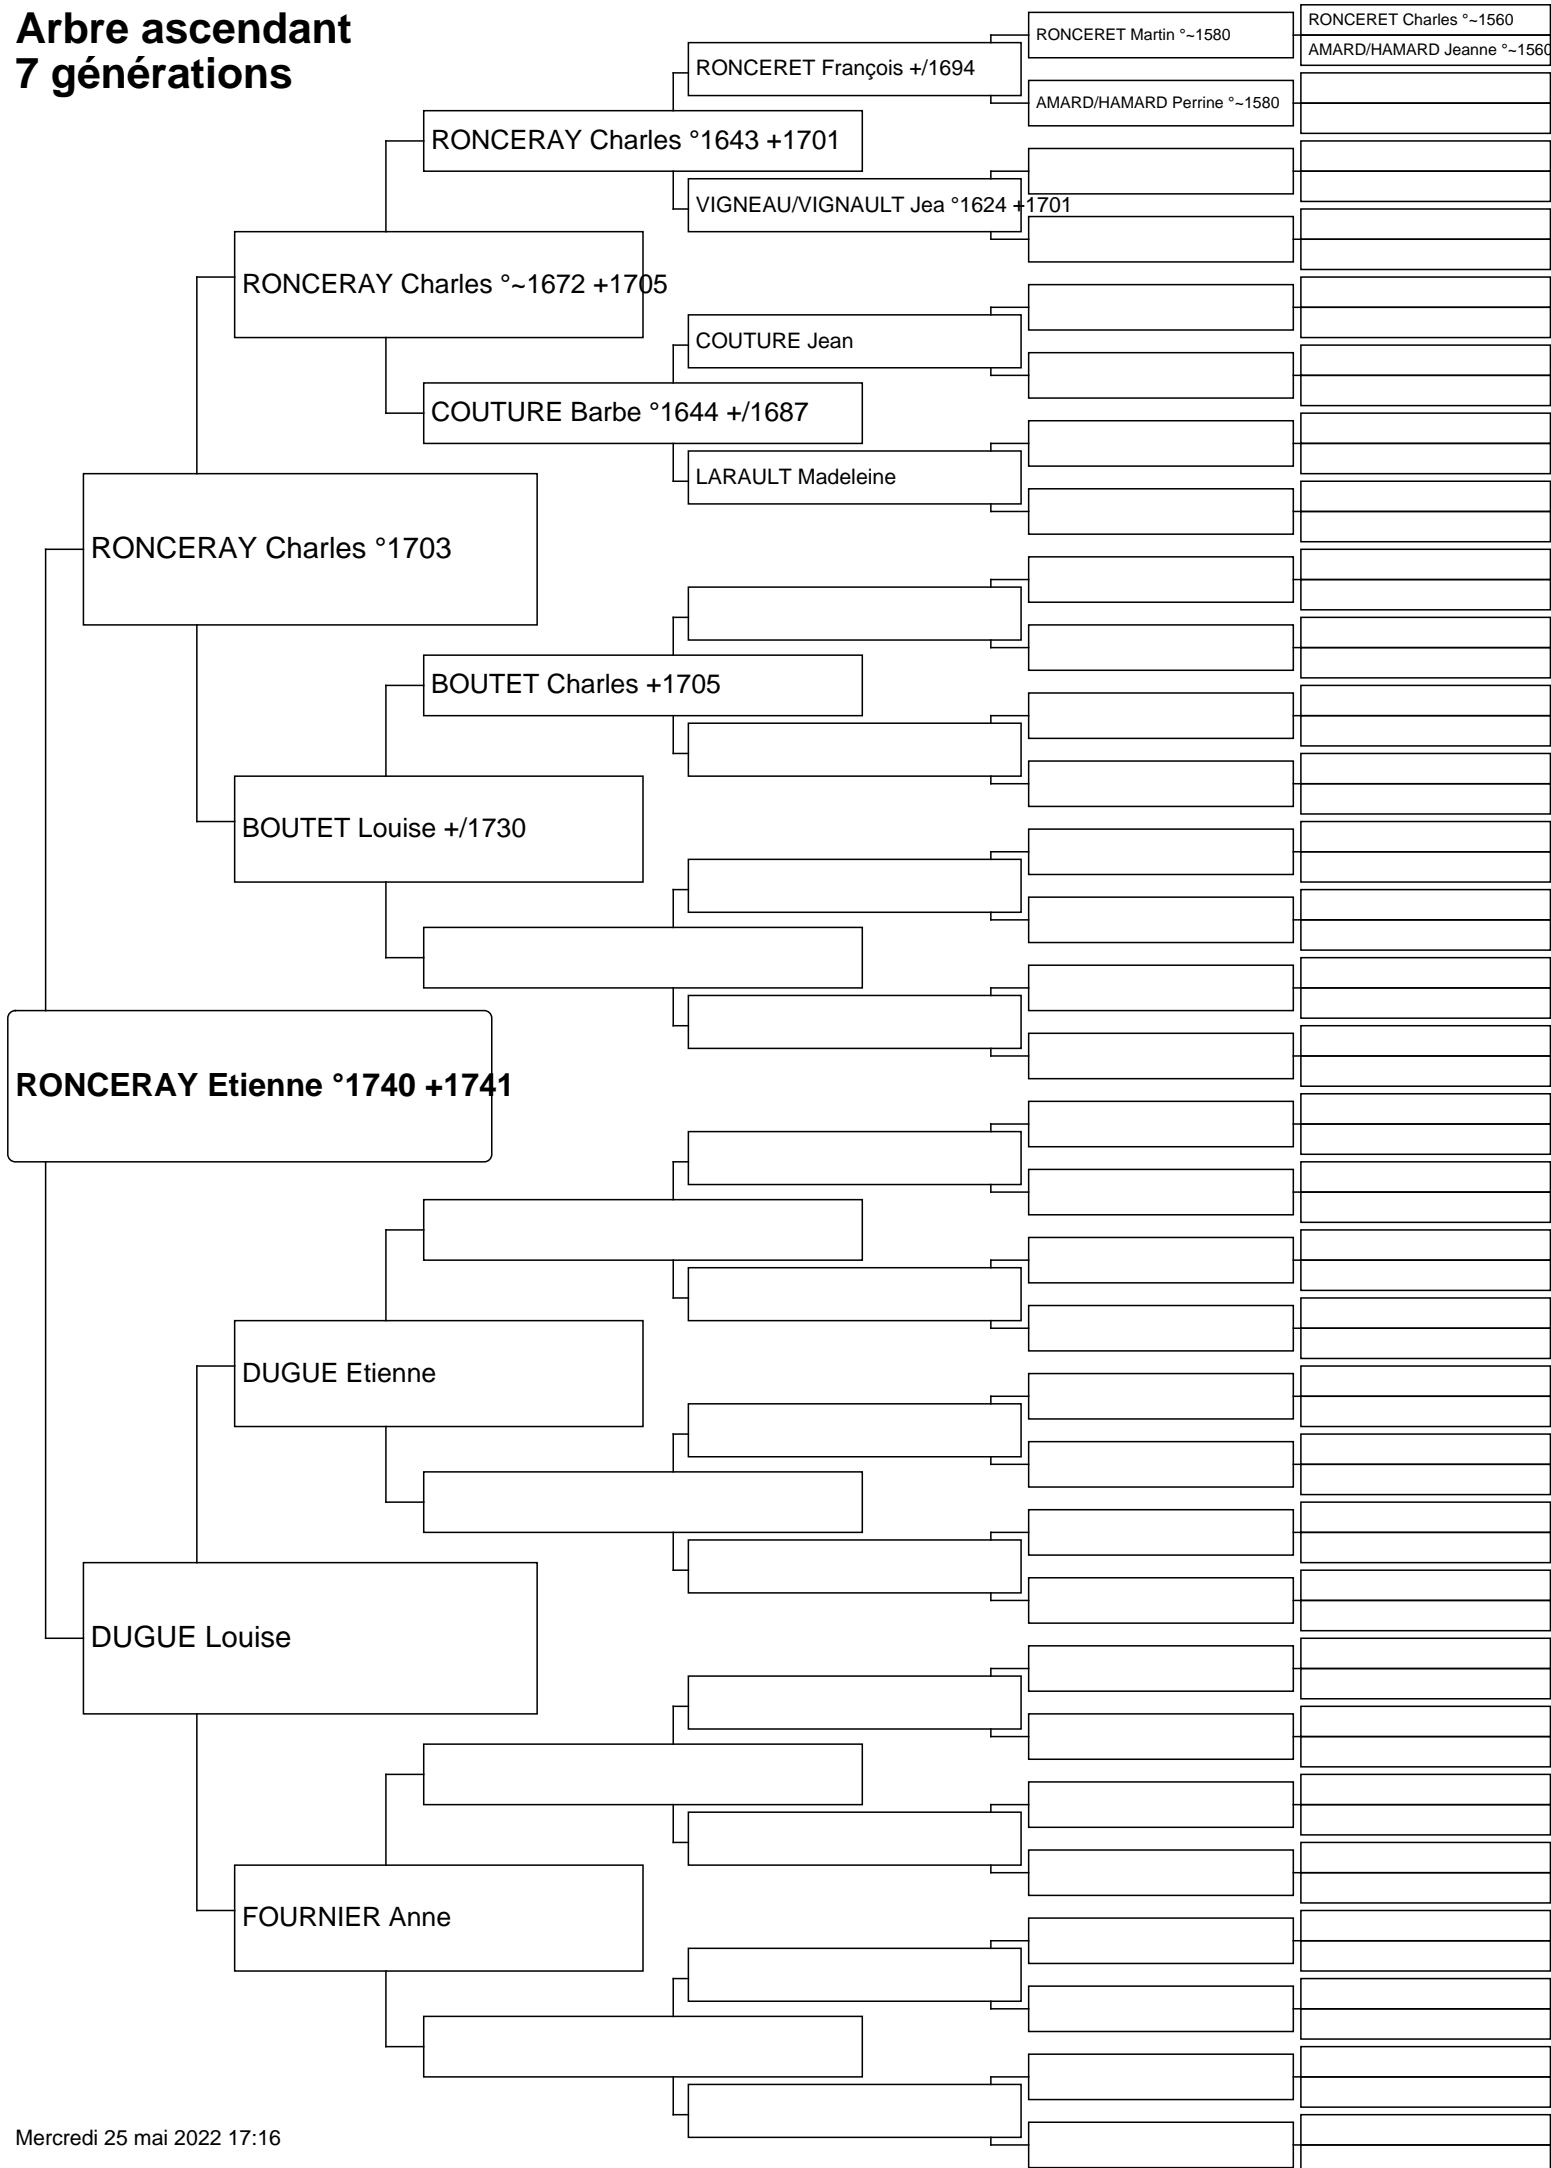 Arbre ascendant
7 générations
RONCERET Charles °~1560
RONCERET Martin °~1580
AMARD/HAMARD Jeanne °~1560
RONCERET François +/1694
AMARD/HAMARD Perrine °~1580
RONCERAY Charles °1643 +1701
VIGNEAU/VIGNAULT Jea °1624 +1701
RONCERAY Charles °~1672 +1705
COUTURE Jean
COUTURE Barbe °1644 +/1687
LARAULT Madeleine
RONCERAY Charles °1703
BOUTET Charles +1705
BOUTET Louise +/1730
RONCERAY Etienne °1740 +1741
DUGUE Etienne
DUGUE Louise
FOURNIER Anne
Mercredi 25 mai 2022 17:16